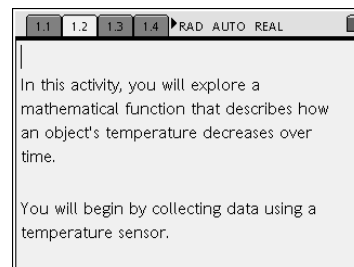 1.1 1.2 1.3 1.4 RAD AUTO REAL
In this activity, you will explore a
mathematical function that describes how
an object's temperature decreases over
time.
You will begin by collecting data using a
temperature sensor.